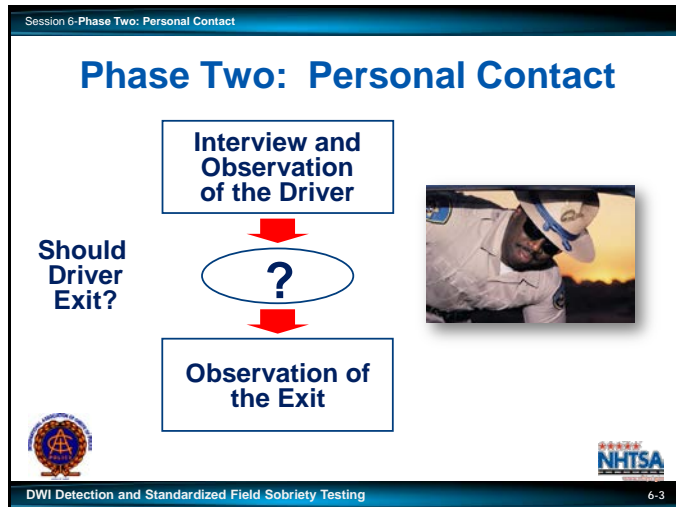 Session 6-Phase Two: Personal Contact
Phase Two: Personal Contact
Interview and
Observation
of the Driver
Should
Driver
Exit?
?
Observation of
the Exit
NHTSA
DWI Detection and Standardized Field Sobriety Testing
6-3